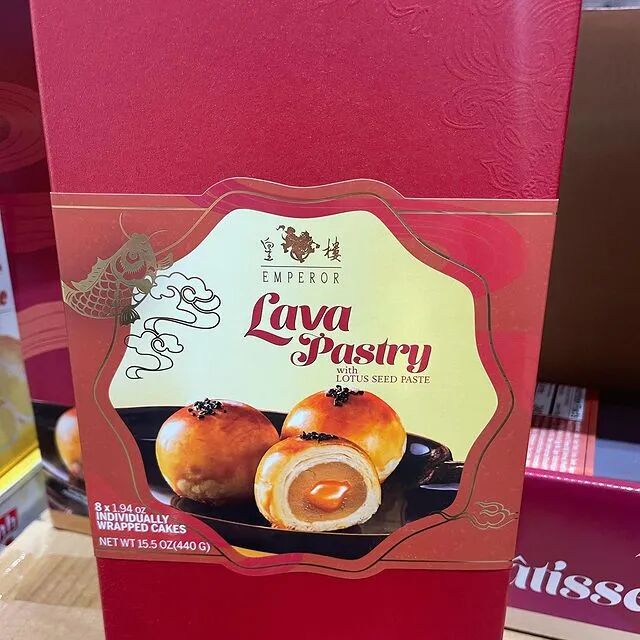 皇 樓
EMPEROR
Lava
Pastry
with
LOTUS SEED PASTE
8 x 1.94 oz
INDIVIDUALLY
WRAPPED CAKES
NET WT 15.5 OZ(440 G)
âtisse